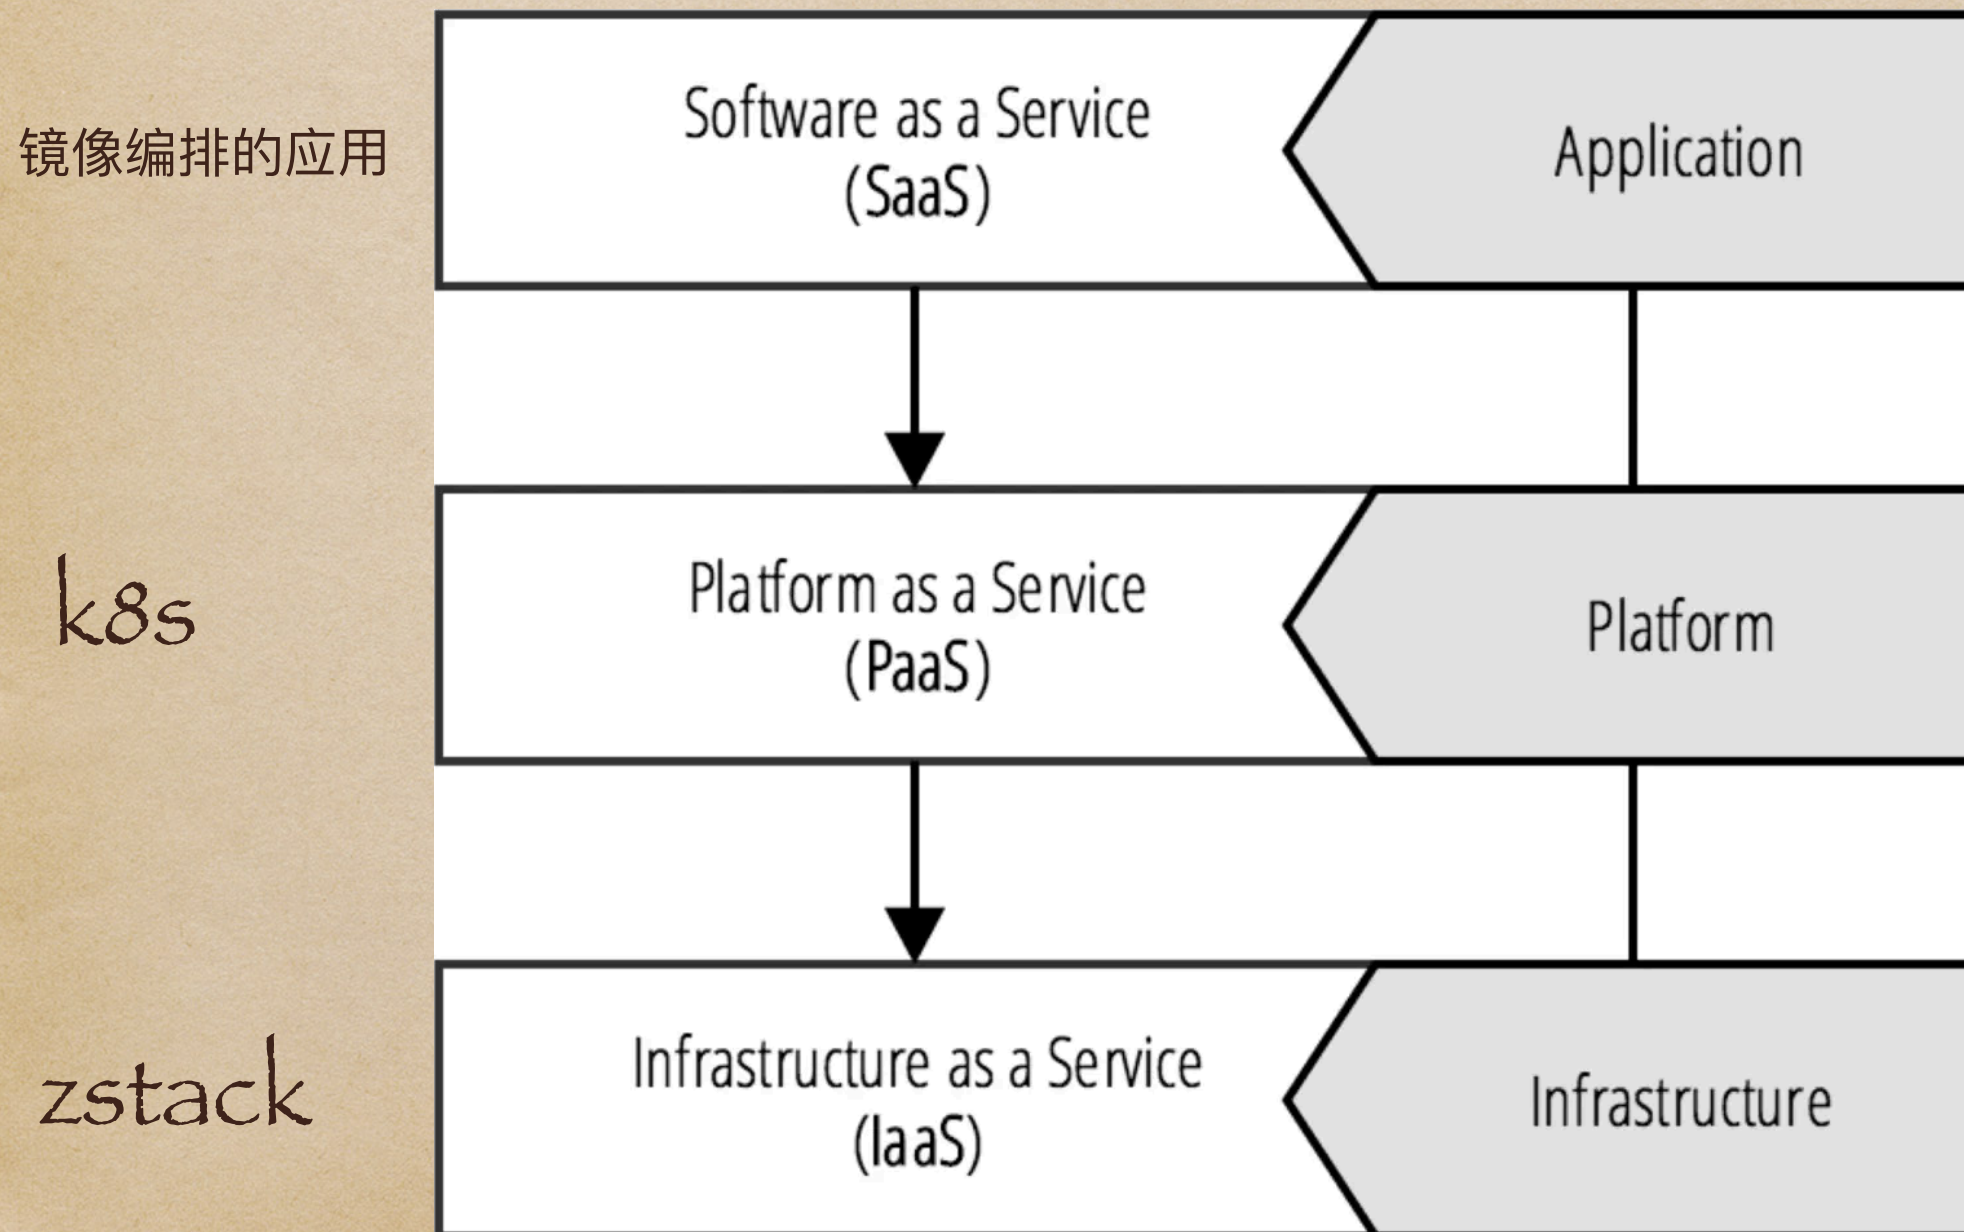 镜像编排的应用
Software as a Service
(SaaS)
Application
k8s
Platform as a Service
(PaaS)
Platform
zstack
Infrastructure as a Service
(IaaS)
Infrastructure